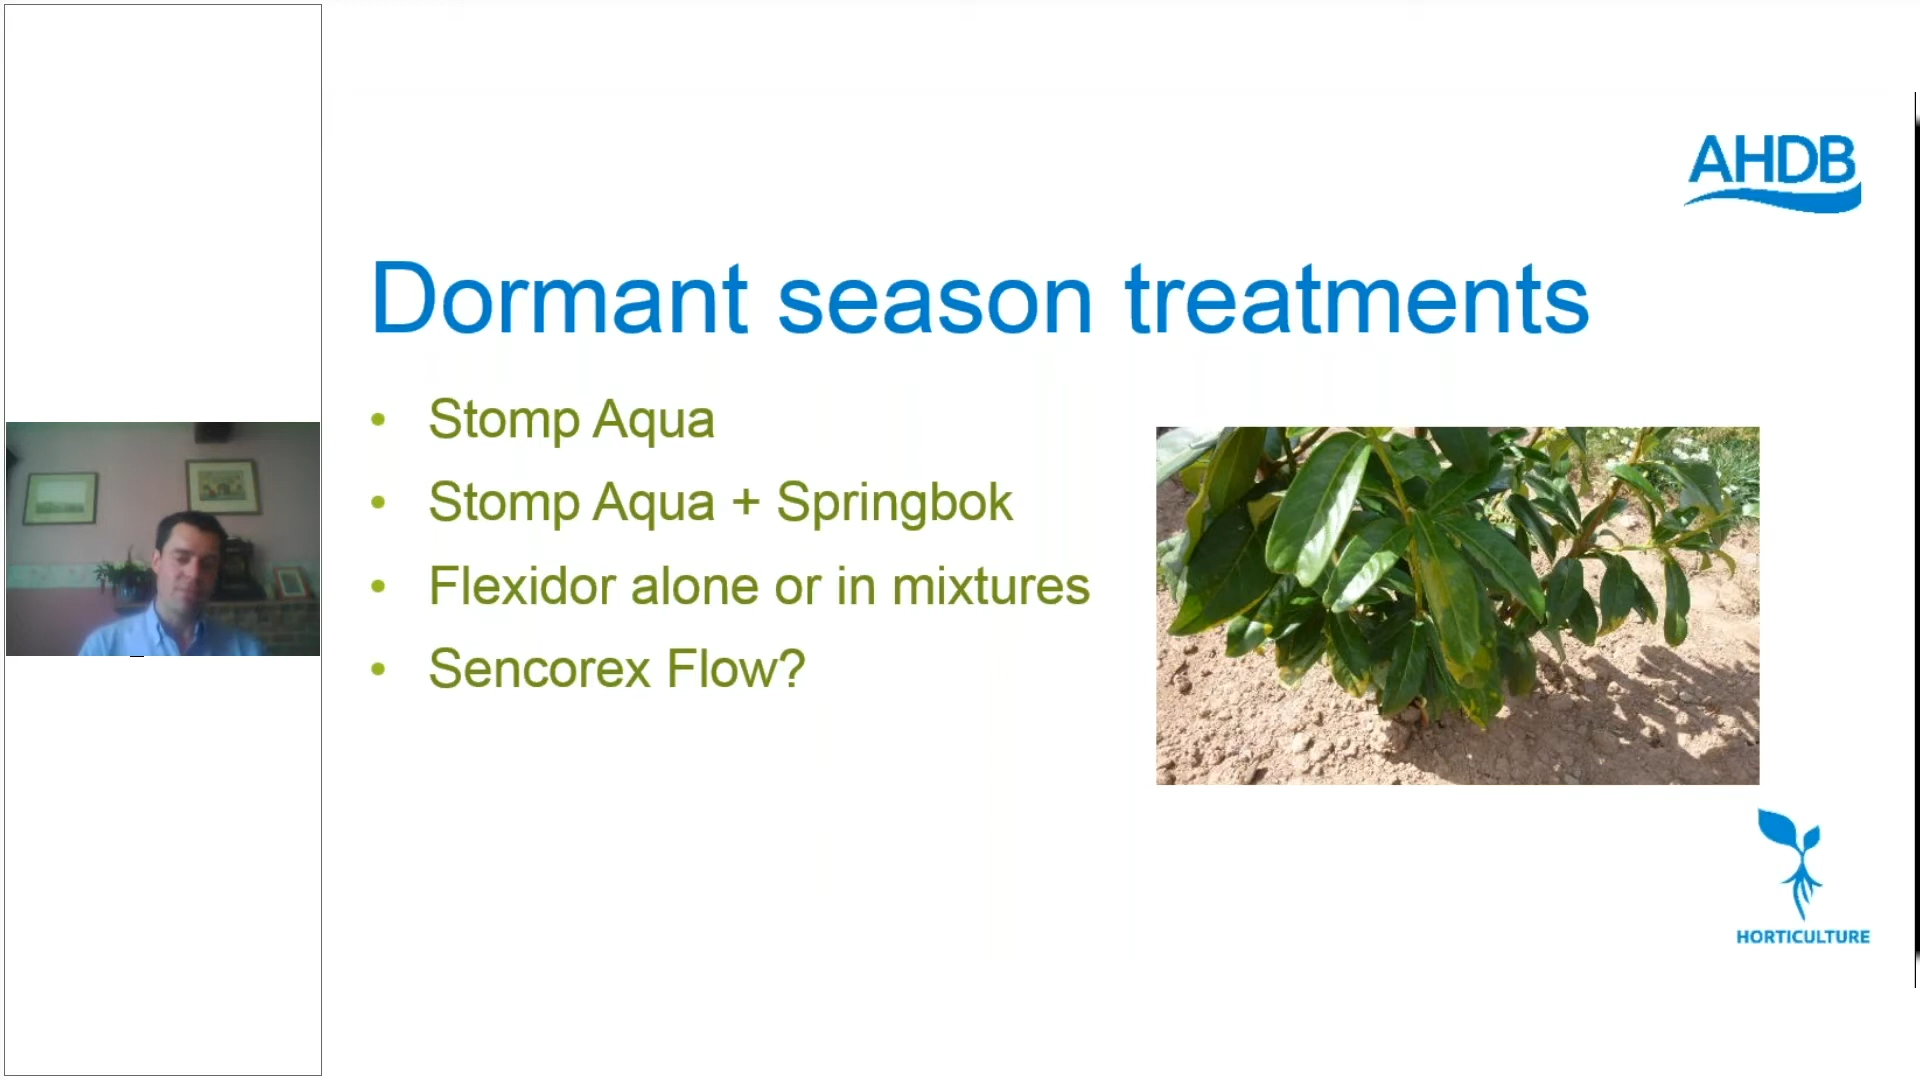 AHDB
Dormant season treatments
• Stomp Aqua
• Stomp Aqua + Springbok
• Flexidor alone or in mixtures
• Sencorex Flow?
HORTICULTURE